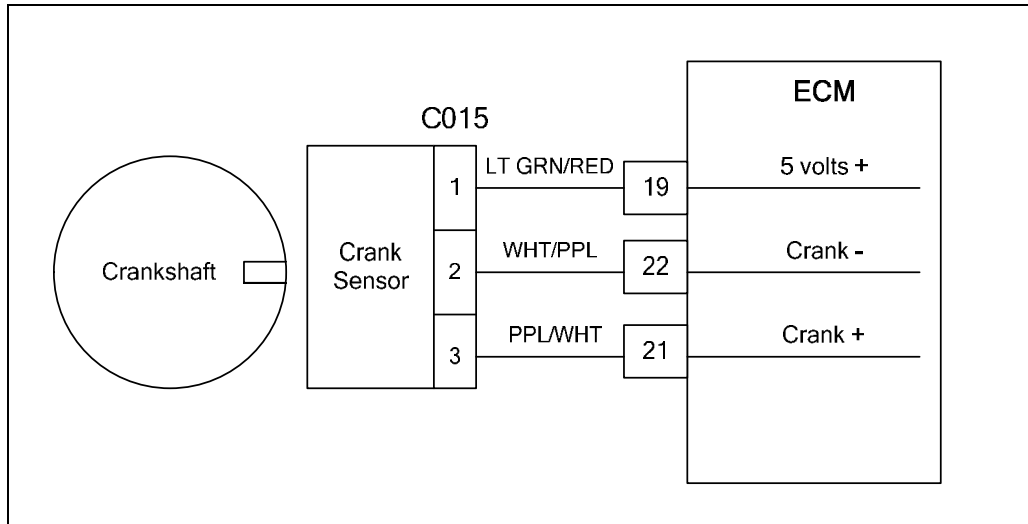 ECM
C015
LT GRN/RED
5 volts +
1
19
WHT/PPL
Crank -
Crankshaft
Crank
Sensor
2
22
PPL/WHT
Crank +
3
21